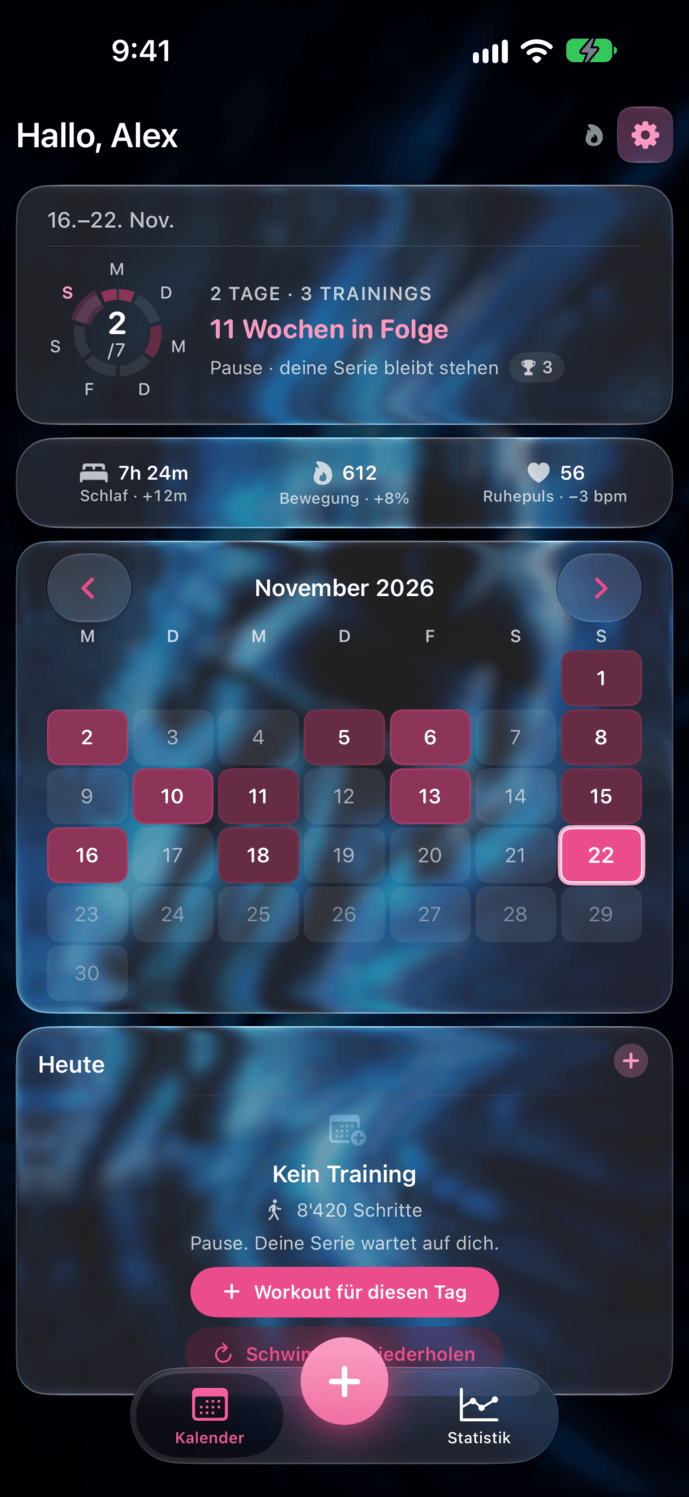 9:41
Hallo, Alex
16.–22. Nov.
M
S D
S M
F D
2
/7
2 TAGE · 3 TRAININGS
11 Wochen in Folge
Pause · deine Serie bleibt stehen 3
7h 24m
Schlaf · +12m
612
Bewegung · +8%
56
Ruhepuls · −3 bpm
November 2026
M D M D F S S
1
2 3 4 5 6 7 8
9 10 11 12 13 14 15
16 17 18 19 20 21 22
23 24 25 26 27 28 29
30
Heute
Kein Training
8'420 Schritte
Pause. Deine Serie wartet auf dich.
Workout für diesen Tag
Kalender
Statistik